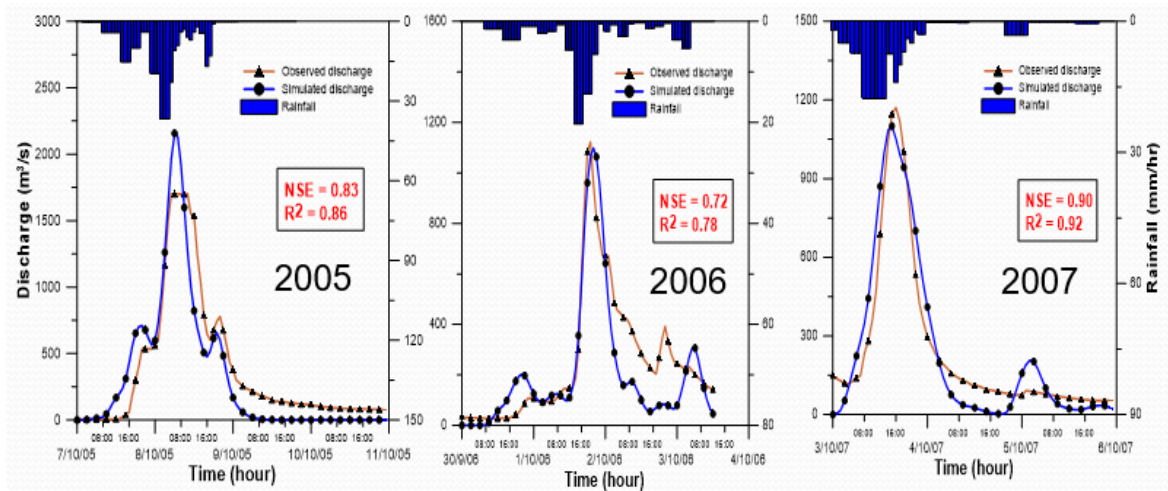 Discharge (m³/s)
3000
2500
2000
1500
1000
500
0
Observed discharge
Simulated discharge
Rainfall
NSE = 0.83
R² = 0.86
2005
0
30
60
90
120
150
08:00 16:00 08:00 16:00 08:00 16:00 08:00 16:00
7/10/05 8/10/05 9/10/05 10/10/05 11/10/05
Time (hour)
1600
1200
800
400
0
Observed discharge
Simulated discharge
Rainfall
NSE = 0.72
R² = 0.78
2006
0
20
40
60
80
08:00 16:00 08:00 16:00 08:00 16:00 08:00 16:00
30/9/06 1/10/06 2/10/06 3/10/06 4/10/06
Time (hour)
1500
1200
900
600
300
0
Observed discharge
Simulated discharge
Rainfall
NSE = 0.90
R² = 0.92
2007
0
30
60
90
Rainfall (mm/hr)
08:00 16:00 08:00 16:00 08:00 16:00
3/10/07 4/10/07 5/10/07 6/10/07
Time (hour)